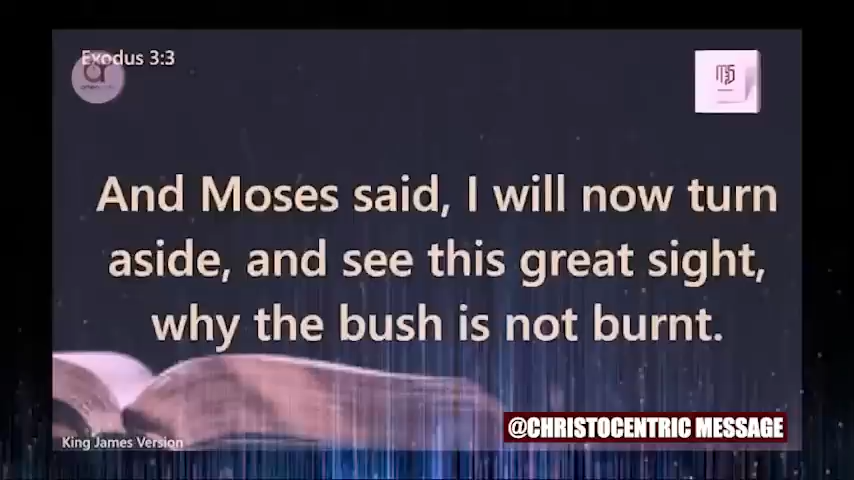 Exodus 3:3
And Moses said, I will now turn
aside, and see this great sight,
why the bush is not burnt.
@CHRISTOCENTRIC MESSAGE
King James Version